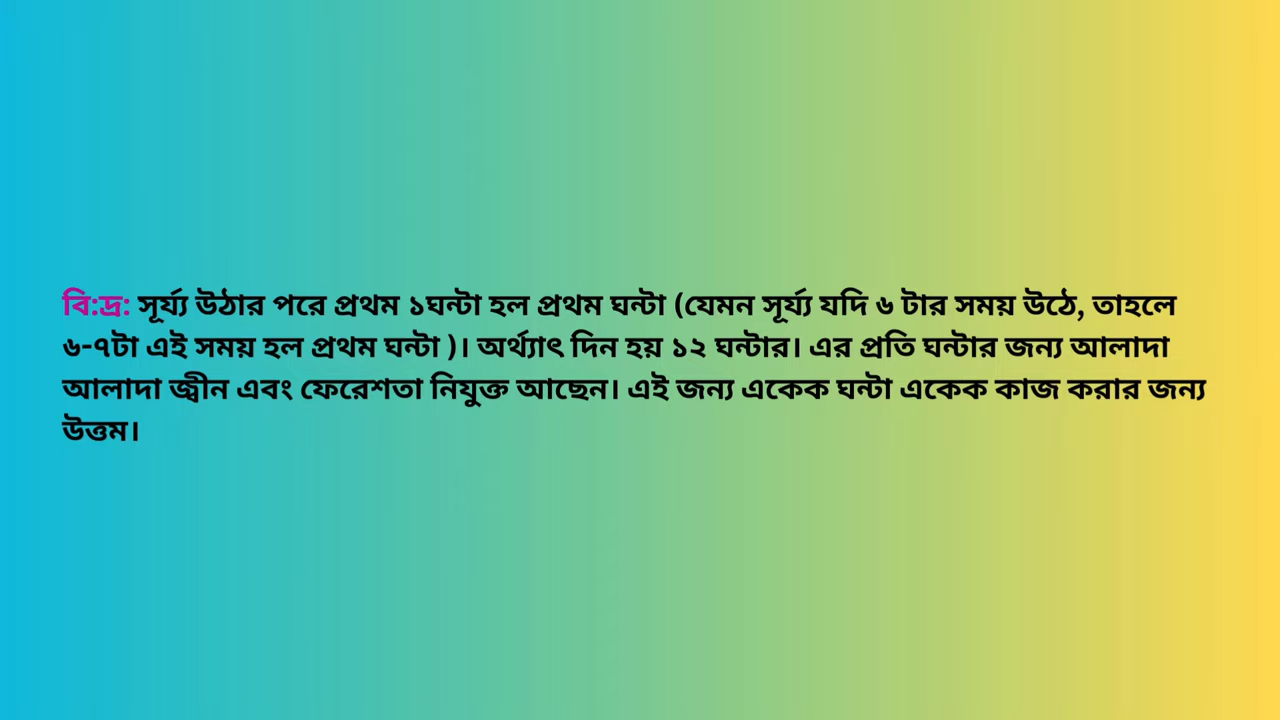 বি:দ্র: সূর্য্য উঠার পরে প্রথম ১ঘন্টা হল প্রথম ঘন্টা (যেমন সূর্য্য যদি ৬ টার সময় উঠে, তাহলে
৬-৭টা এই সময় হল প্রথম ঘন্টা )। অর্থ্যাৎ দিন হয় ১২ ঘন্টার। এর প্রতি ঘন্টার জন্য আলাদা
আলাদা জ্বীন এবং ফেরেশতা নিযুক্ত আছেন। এই জন্য একেক ঘন্টা একেক কাজ করার জন্য
উত্তম।